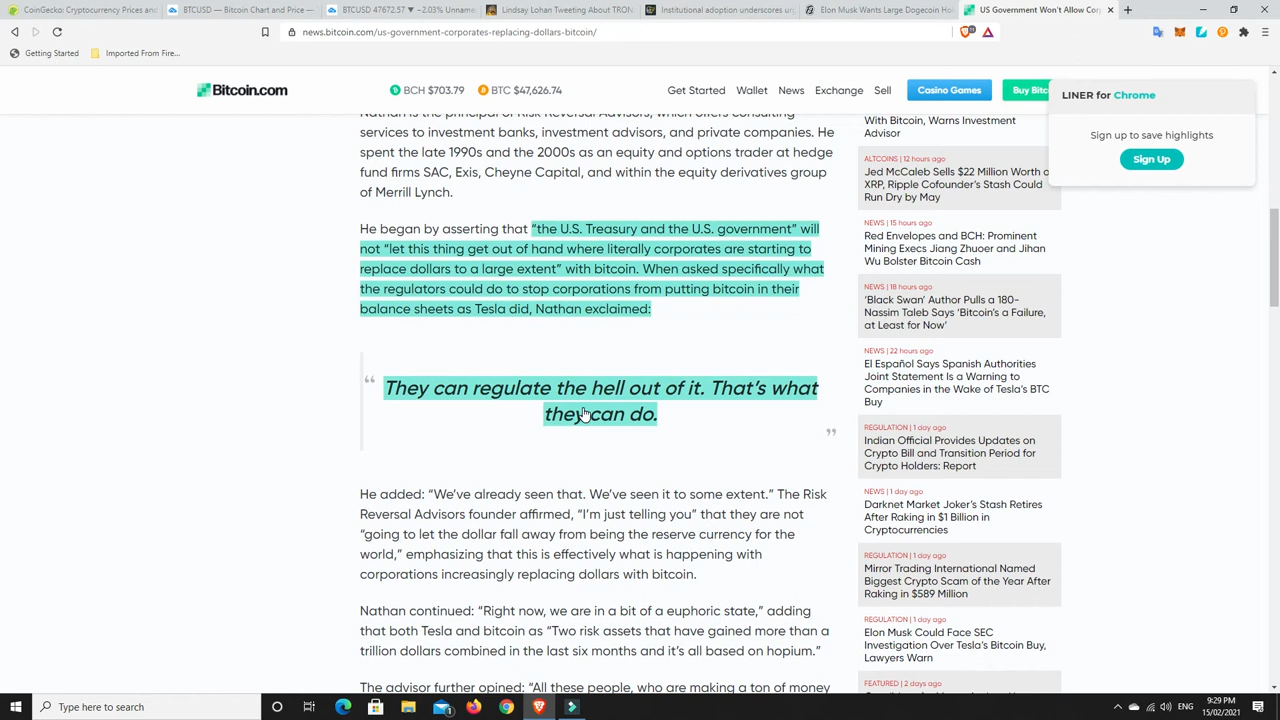 CoinGecko: Cryptocurrency Prices and
BTCUSD — Bitcoin Chart and Price —
BTCUSD 47672.57 ▼ −2.03% Unnam
Lindsay Lohan Tweeting About TRON
Institutional adoption underscores
Elon Musk Wants Large Dogecoin Ho
US Government Won't Allow Cor
news.bitcoin.com/us-government-corporates-replacing-dollars-bitcoin/
Getting Started
Imported From Fire...
Bitcoin.com
BCH $703.79
BTC $47,626.74
Get Started
Wallet
News
Exchange
Sell
Casino Games
Buy Bitc
LINER for Chrome
Sign up to save highlights
Sign Up
Nathan is the principal of Risk Reversal Advisors, which offers consulting
services to investment banks, investment advisors, and private companies. He
spent the late 1990s and the 2000s as an equity and options trader at hedge
fund firms SAC, Exis, Cheyne Capital, and within the equity derivatives group
of Merrill Lynch.
He began by asserting that “the U.S. Treasury and the U.S. government” will
not “let this thing get out of hand where literally corporates are starting to
replace dollars to a large extent” with bitcoin. When asked specifically what
the regulators could do to stop corporations from putting bitcoin in their
balance sheets as Tesla did, Nathan exclaimed:
“ They can regulate the hell out of it. That’s what
they can do. ”
He added: “We’ve already seen that. We’ve seen it to some extent.” The Risk
Reversal Advisors founder affirmed, “I’m just telling you” that they are not
“going to let the dollar fall away from being the reserve currency for the
world,” emphasizing that this is effectively what is happening with
corporations increasingly replacing dollars with bitcoin.
Nathan continued: “Right now, we are in a bit of a euphoric state,” adding
that both Tesla and bitcoin as “Two risk assets that have gained more than a
trillion dollars combined in the last six months and it’s all based on hopium.”
The advisor further opined: “All these people, who are making a ton of money
With Bitcoin, Warns Investment
Advisor
ALTCOINS | 12 hours ago
Jed McCaleb Sells $22 Million Worth o
XRP, Ripple Cofounder’s Stash Could
Run Dry by May
NEWS | 15 hours ago
Red Envelopes and BCH: Prominent
Mining Execs Jiang Zhuoer and Jihan
Wu Bolster Bitcoin Cash
NEWS | 18 hours ago
‘Black Swan’ Author Pulls a 180-
Nassim Taleb Says ‘Bitcoin’s a Failure,
at Least for Now’
NEWS | 22 hours ago
El Español Says Spanish Authorities
Joint Statement Is a Warning to
Companies in the Wake of Tesla’s BTC
Buy
REGULATION | 1 day ago
Indian Official Provides Updates on
Crypto Bill and Transition Period for
Crypto Holders: Report
NEWS | 1 day ago
Darknet Market Joker’s Stash Retires
After Raking in $1 Billion in
Cryptocurrencies
REGULATION | 1 day ago
Mirror Trading International Named
Biggest Crypto Scam of the Year After
Raking in $589 Million
REGULATION | 1 day ago
Elon Musk Could Face SEC
Investigation Over Tesla’s Bitcoin Buy,
Lawyers Warn
FEATURED | 2 days ago
Type here to search
ENG
9:29 PM
15/02/2021